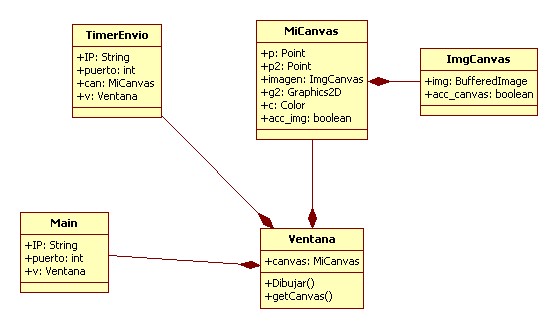 TimerEnvio
+IP: String
+puerto: int
+can: MiCanvas
+v: Ventana
MiCanvas
+p: Point
+p2: Point
+imagen: ImgCanvas
+g2: Graphics2D
+c: Color
+acc_img: boolean
ImgCanvas
+img: BufferedImage
+acc_canvas: boolean
Main
+IP: String
+puerto: int
+v: Ventana
Ventana
+canvas: MiCanvas
+Dibujar()
+getCanvas()